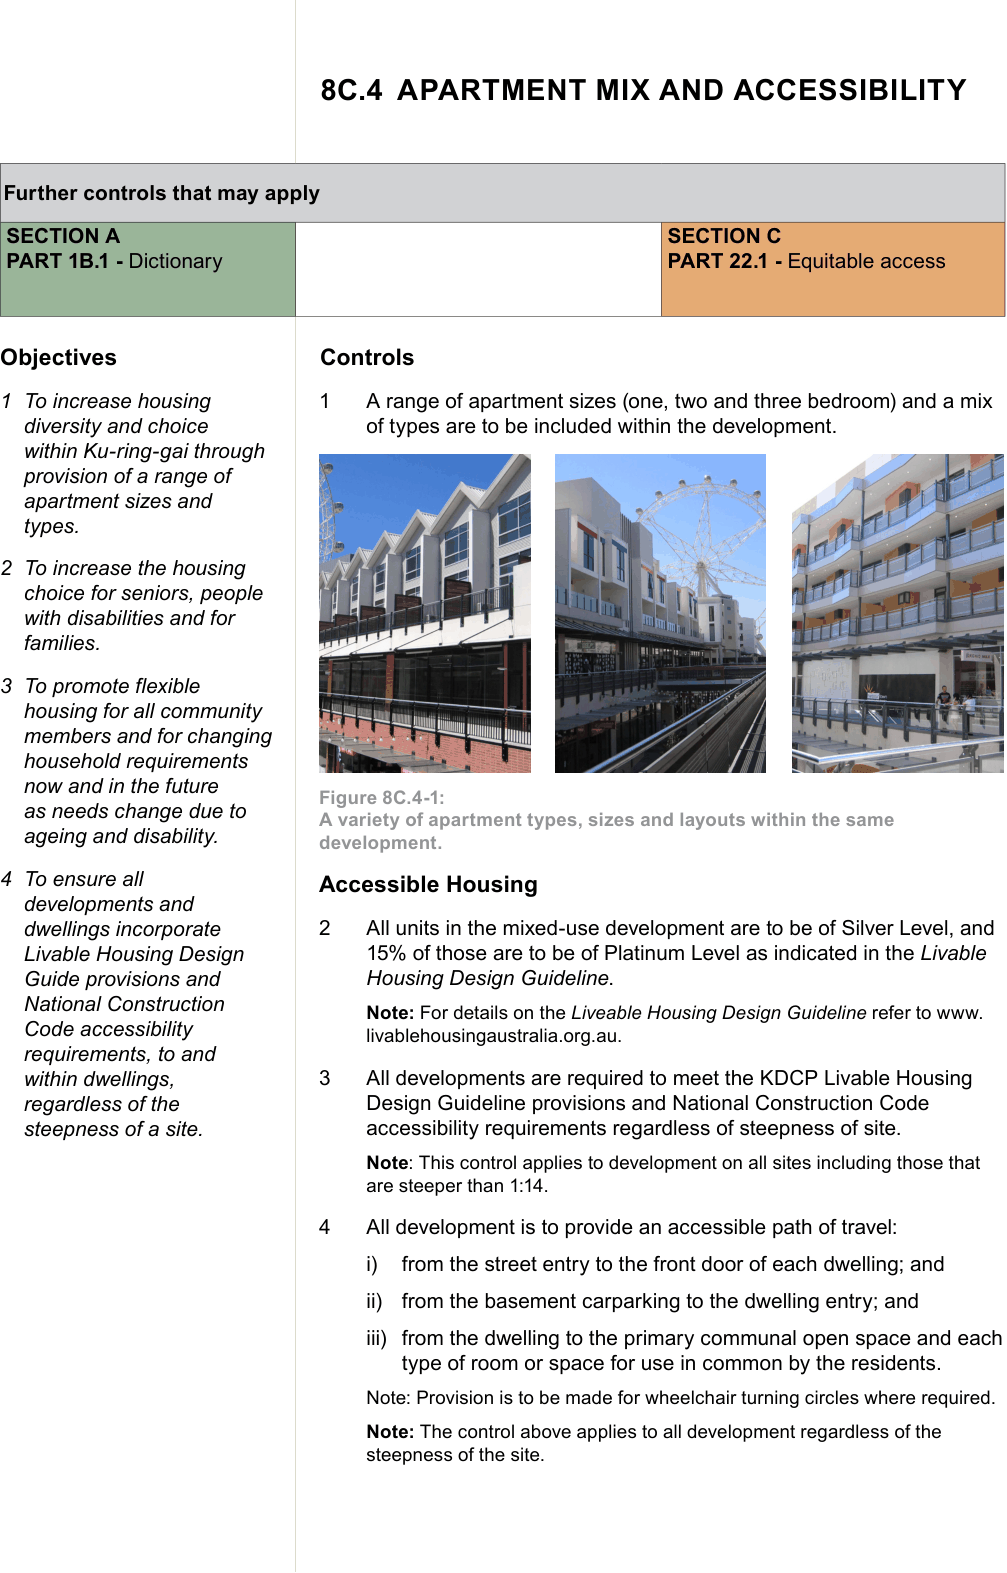 8C.4 APARTMENT MIX AND ACCESSIBILITY
Further controls that may apply
SECTION A
PART 1B.1 - Dictionary
SECTION C
PART 22.1 - Equitable access
Objectives
1 To increase housing
diversity and choice
within Ku-ring-gai through
provision of a range of
apartment sizes and
types.
2 To increase the housing
choice for seniors, people
with disabilities and for
families.
3 To promote flexible
housing for all community
members and for changing
household requirements
now and in the future
as needs change due to
ageing and disability.
4 To ensure all
developments and
dwellings incorporate
Livable Housing Design
Guide provisions and
National Construction
Code accessibility
requirements, to and
within dwellings,
regardless of the
steepness of a site.
Controls
1 A range of apartment sizes (one, two and three bedroom) and a mix
of types are to be included within the development.
Figure 8C.4-1:
A variety of apartment types, sizes and layouts within the same
development.
Accessible Housing
2 All units in the mixed-use development are to be of Silver Level, and
15% of those are to be of Platinum Level as indicated in the Livable
Housing Design Guideline.
Note: For details on the Liveable Housing Design Guideline refer to www.
livablehousingaustralia.org.au.
3 All developments are required to meet the KDCP Livable Housing
Design Guideline provisions and National Construction Code
accessibility requirements regardless of steepness of site.
Note: This control applies to development on all sites including those that
are steeper than 1:14.
4 All development is to provide an accessible path of travel:
i) from the street entry to the front door of each dwelling; and
ii) from the basement carparking to the dwelling entry; and
iii) from the dwelling to the primary communal open space and each
type of room or space for use in common by the residents.
Note: Provision is to be made for wheelchair turning circles where required.
Note: The control above applies to all development regardless of the
steepness of the site.